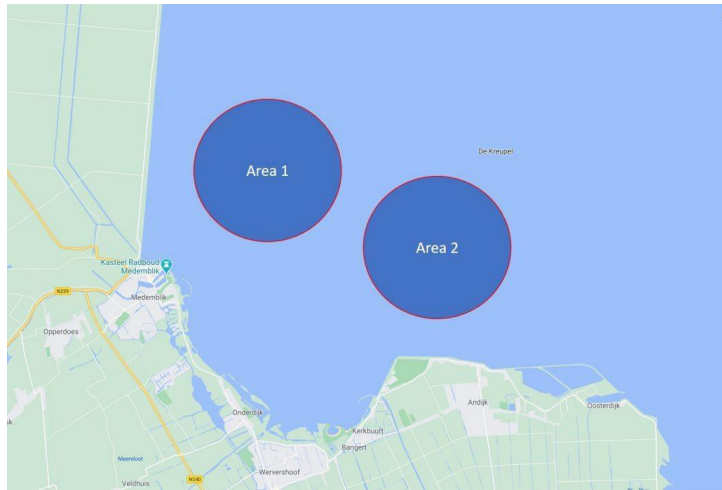 De Kreupel
Area 1
Area 2
Kasteel Radboud
Medemblik
N239
Medemblik
Opperdoes
Andijk
Oosterdijk
Onderdijk
Kerkbuurt
Bangert
Meersloot
Wervershoof
N240
Veldhuis